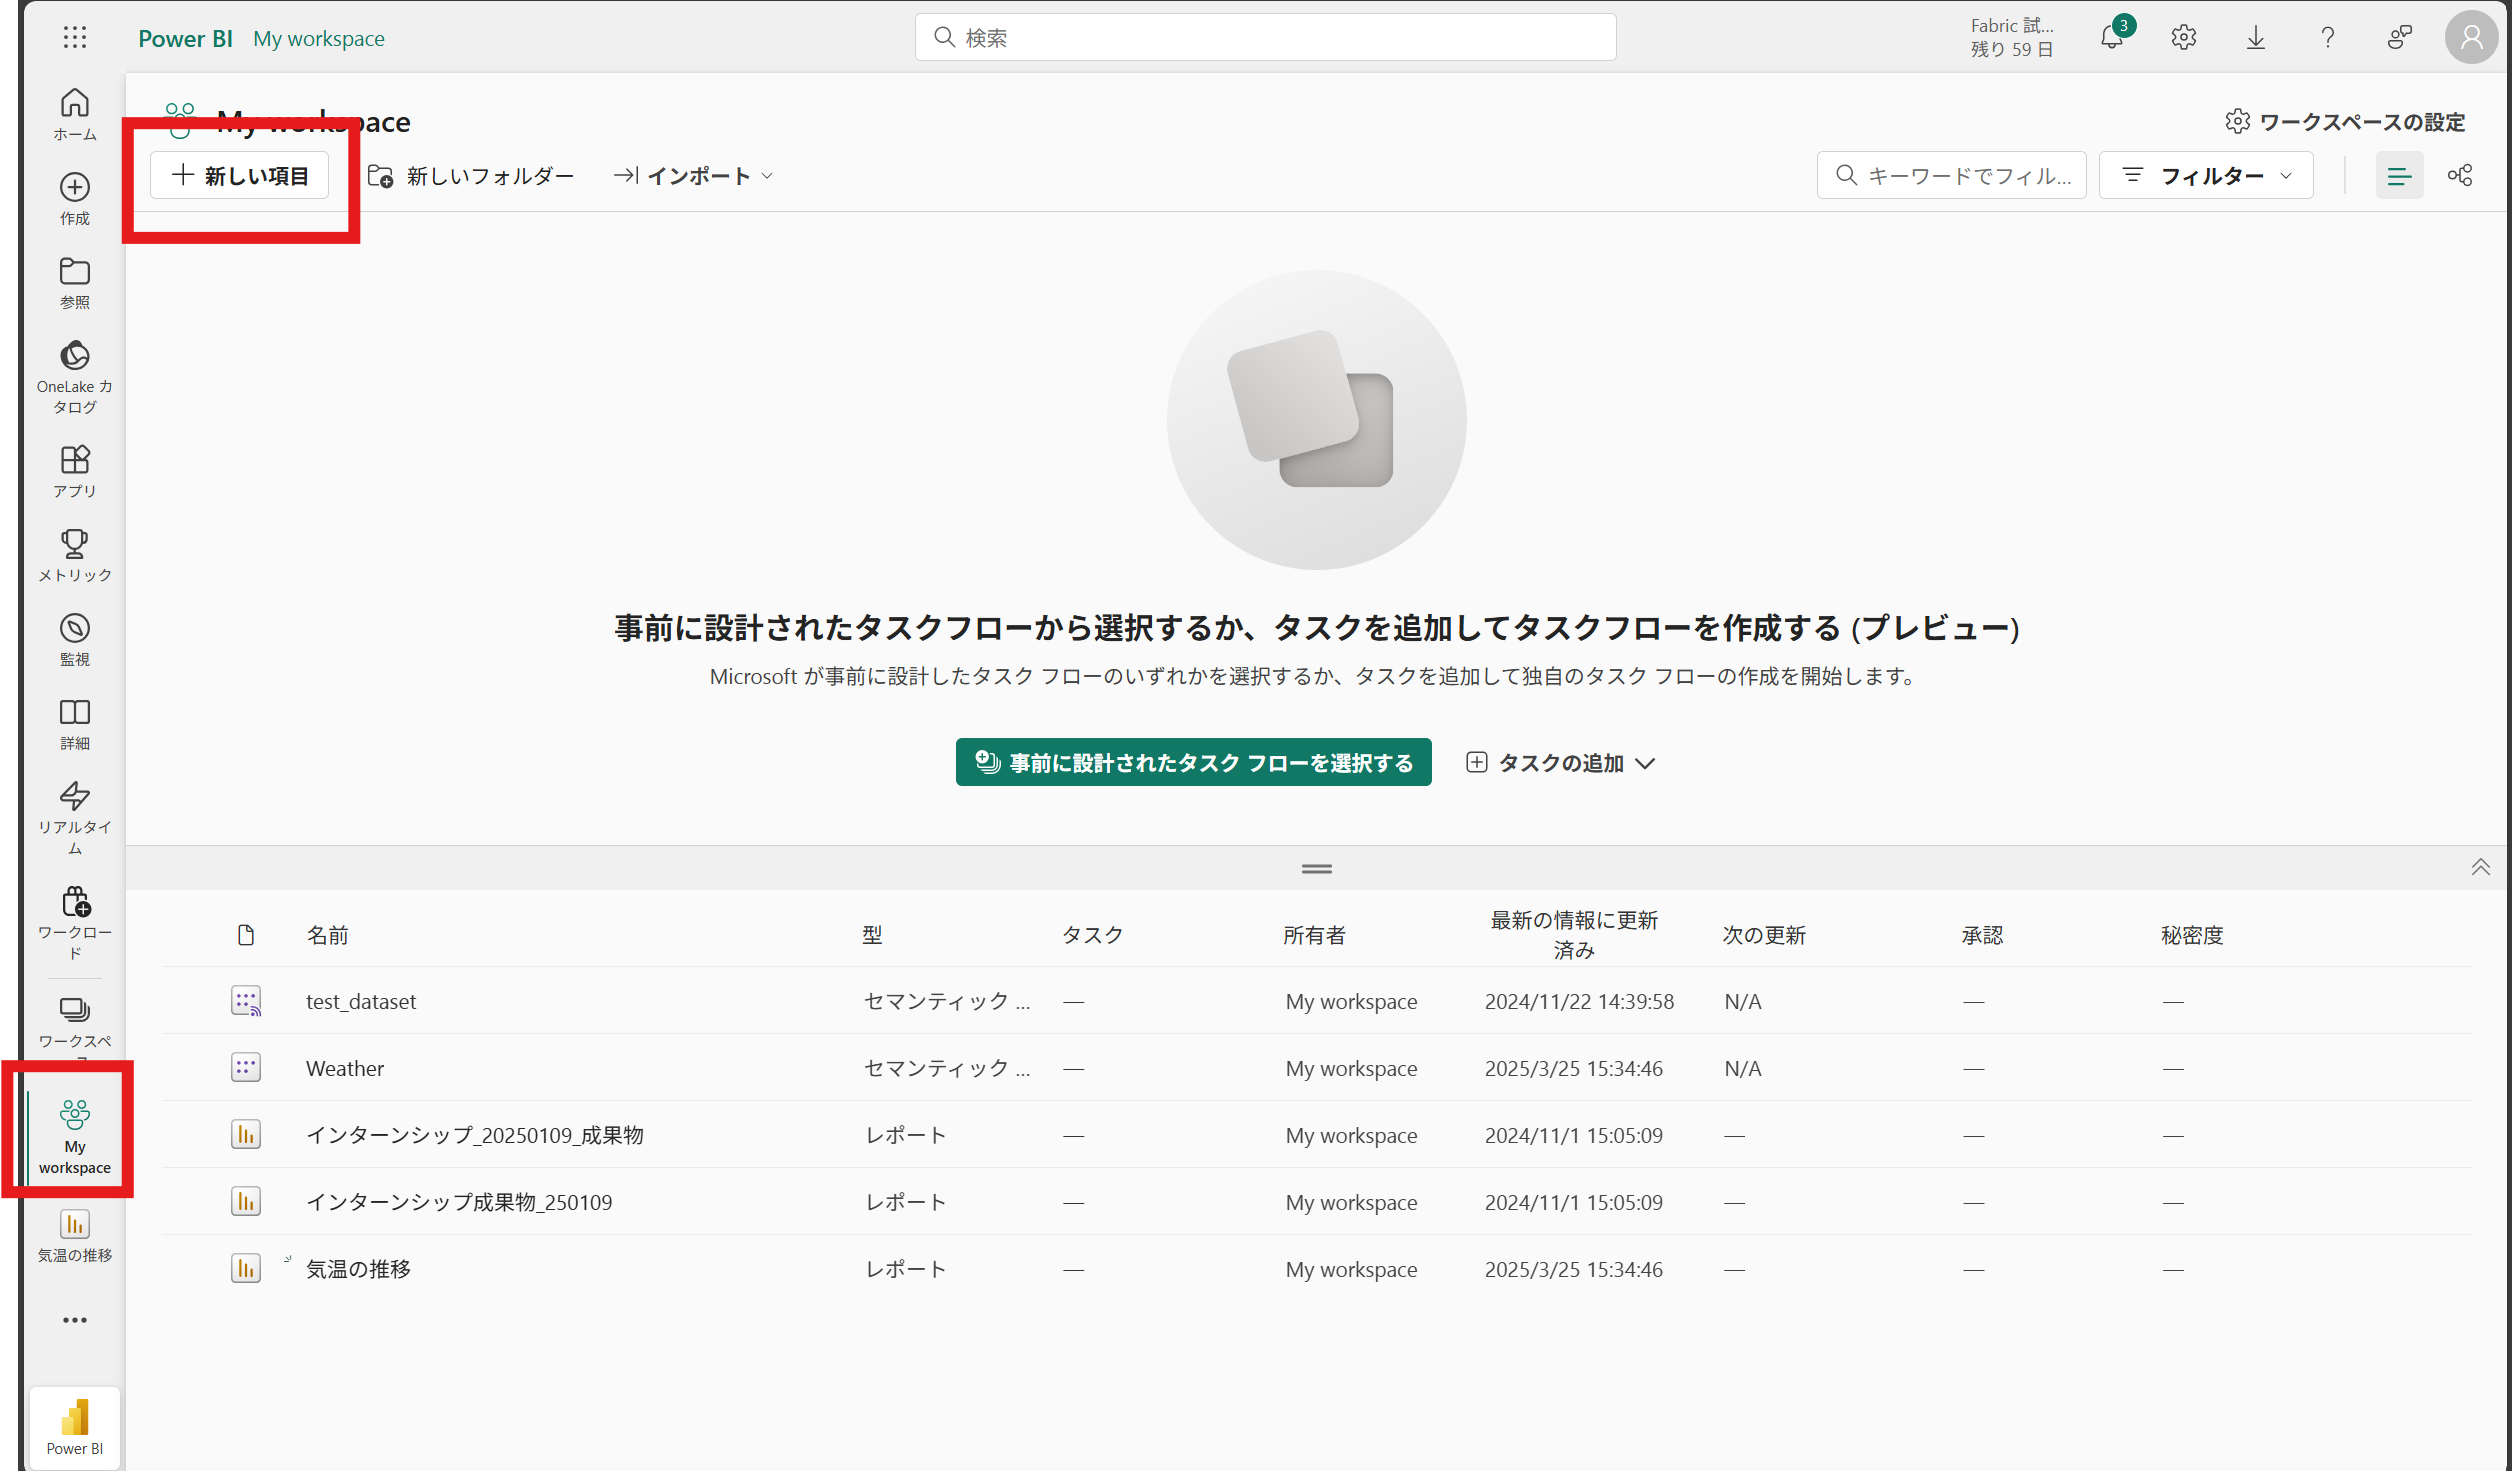 Power BI My workspace
検索
Fabric 試...
残り 59 日
3
ホーム
作成
参照
OneLake カ
タログ
アプリ
メトリック
監視
詳細
リアルタイ
ム
ワークロー
ド
ワークスペ
My
workspace
気温の推移
Power BI
My workspace
ワークスペースの設定
新しい項目
新しいフォルダー
インポート
キーワードでフィル...
フィルター
事前に設計されたタスクフローから選択するか、タスクを追加してタスクフローを作成する (プレビュー)
Microsoft が事前に設計したタスク フローのいずれかを選択するか、タスクを追加して独自のタスク フローの作成を開始します。
事前に設計されたタスク フローを選択する
タスクの追加
名前 型 タスク 所有者 最新の情報に更新 次の更新 承認 秘密度
済み
test_dataset セマンティック ... — My workspace 2024/11/22 14:39:58 N/A — —
Weather セマンティック ... — My workspace 2025/3/25 15:34:46 N/A — —
インターンシップ_20250109_成果物 レポート — My workspace 2024/11/1 15:05:09 — — —
インターンシップ成果物_250109 レポート — My workspace 2024/11/1 15:05:09 — — —
気温の推移 レポート — My workspace 2025/3/25 15:34:46 — — —